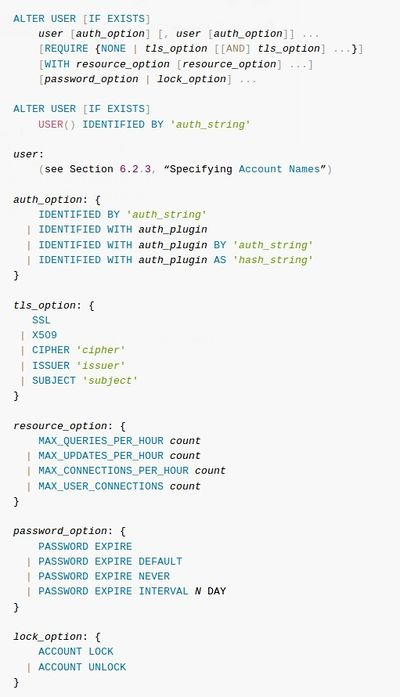 ALTER USER [IF EXISTS]
    user [auth_option] [, user [auth_option]] ...
    [REQUIRE {NONE | tls_option [[AND] tls_option] ...}]
    [WITH resource_option [resource_option] ...]
    [password_option | lock_option] ...

ALTER USER [IF EXISTS]
    USER() IDENTIFIED BY 'auth_string'

user:
    (see Section 6.2.3, “Specifying Account Names”)

auth_option: {
    IDENTIFIED BY 'auth_string'
  | IDENTIFIED WITH auth_plugin
  | IDENTIFIED WITH auth_plugin BY 'auth_string'
  | IDENTIFIED WITH auth_plugin AS 'hash_string'
}

tls_option: {
   SSL
 | X509
 | CIPHER 'cipher'
 | ISSUER 'issuer'
 | SUBJECT 'subject'
}

resource_option: {
    MAX_QUERIES_PER_HOUR count
  | MAX_UPDATES_PER_HOUR count
  | MAX_CONNECTIONS_PER_HOUR count
  | MAX_USER_CONNECTIONS count
}

password_option: {
    PASSWORD EXPIRE
  | PASSWORD EXPIRE DEFAULT
  | PASSWORD EXPIRE NEVER
  | PASSWORD EXPIRE INTERVAL N DAY
}

lock_option: {
    ACCOUNT LOCK
  | ACCOUNT UNLOCK
}